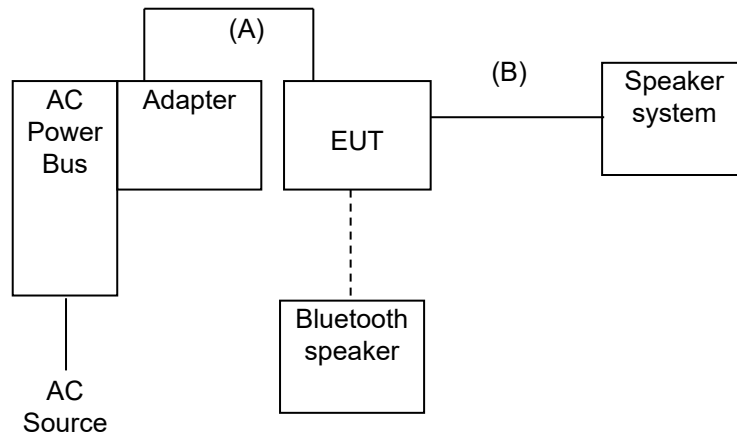 (A)
(B)
AC
Power
Bus
Adapter
EUT
Speaker
system
Bluetooth
speaker
AC
Source